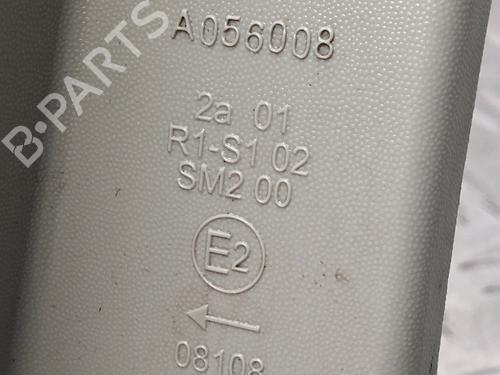 B-PARTS
A056008
2a 01
R1-S1 02
SM2 00
E2
08108